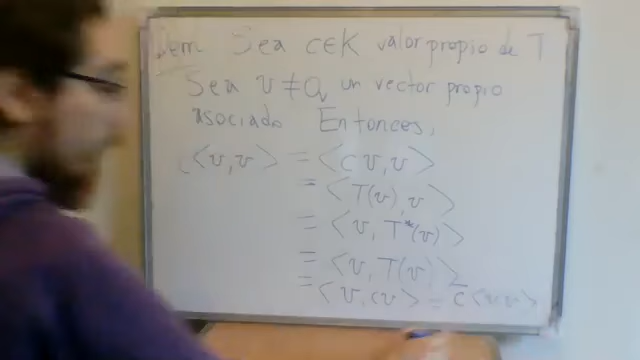 Dem Sea c∈K valor propio de T
Sea v ≠ 0, un vector propio
asociado. Entonces,
c<v,v> = <cv,v>
= <T(v),v>
= <v,T*(v)>
= <v,T(v)>
= <v,cv> = c̄<v,v>